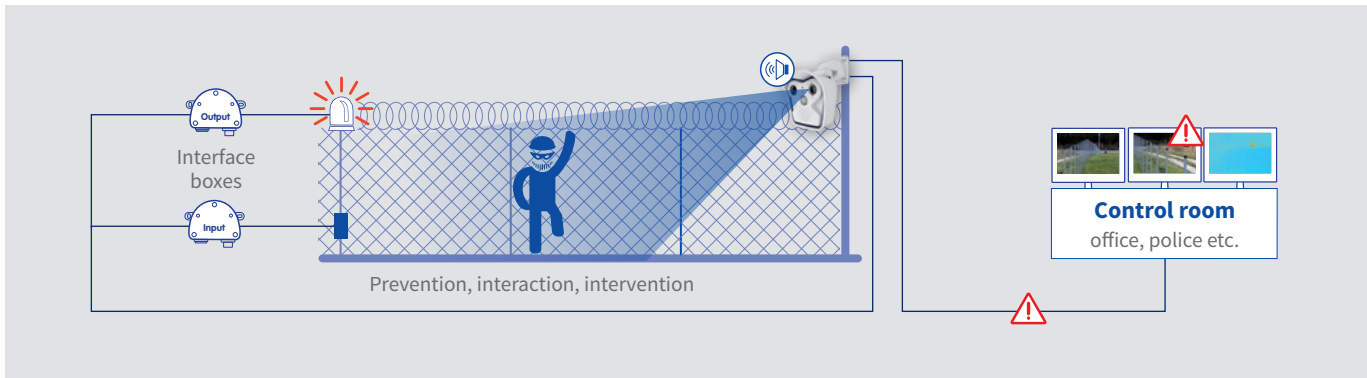 Output
Interface
boxes
Input
Prevention, interaction, intervention
Control room
office, police etc.